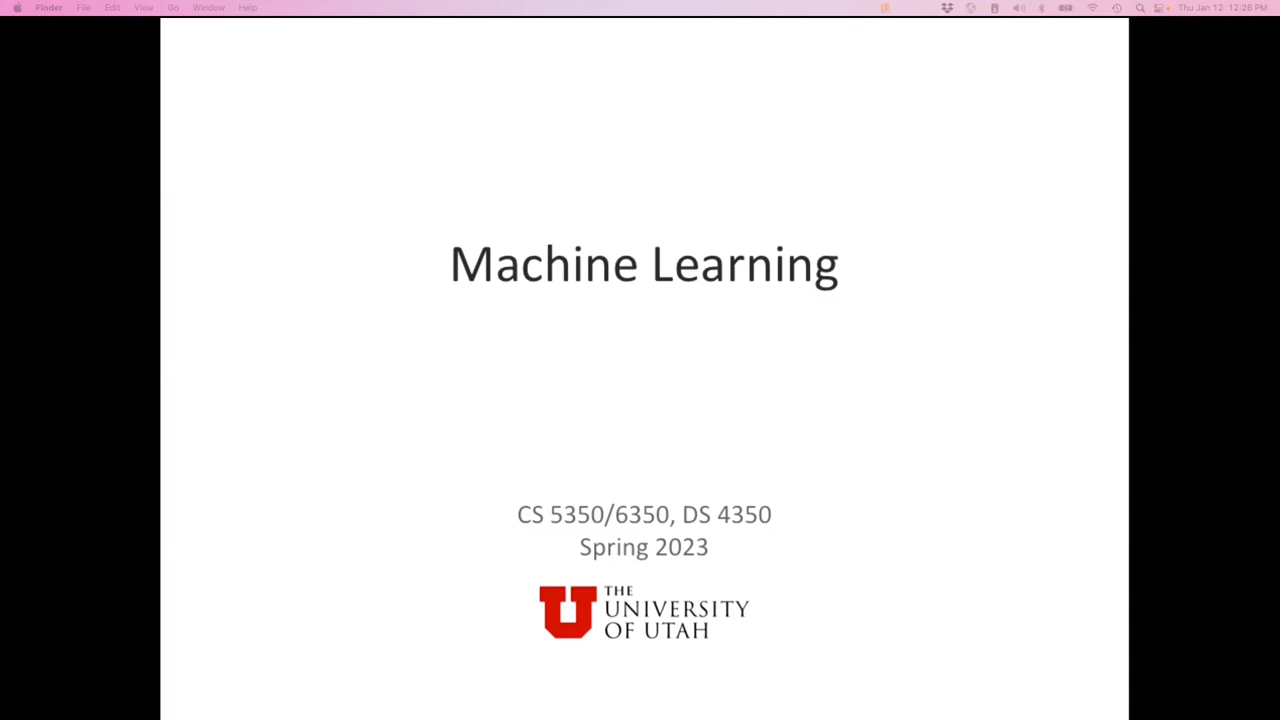 Finder File Edit View Go Window Help Thu Jan 12 12:26 PM
Machine Learning
CS 5350/6350, DS 4350
Spring 2023
THE
UNIVERSITY
OF UTAH